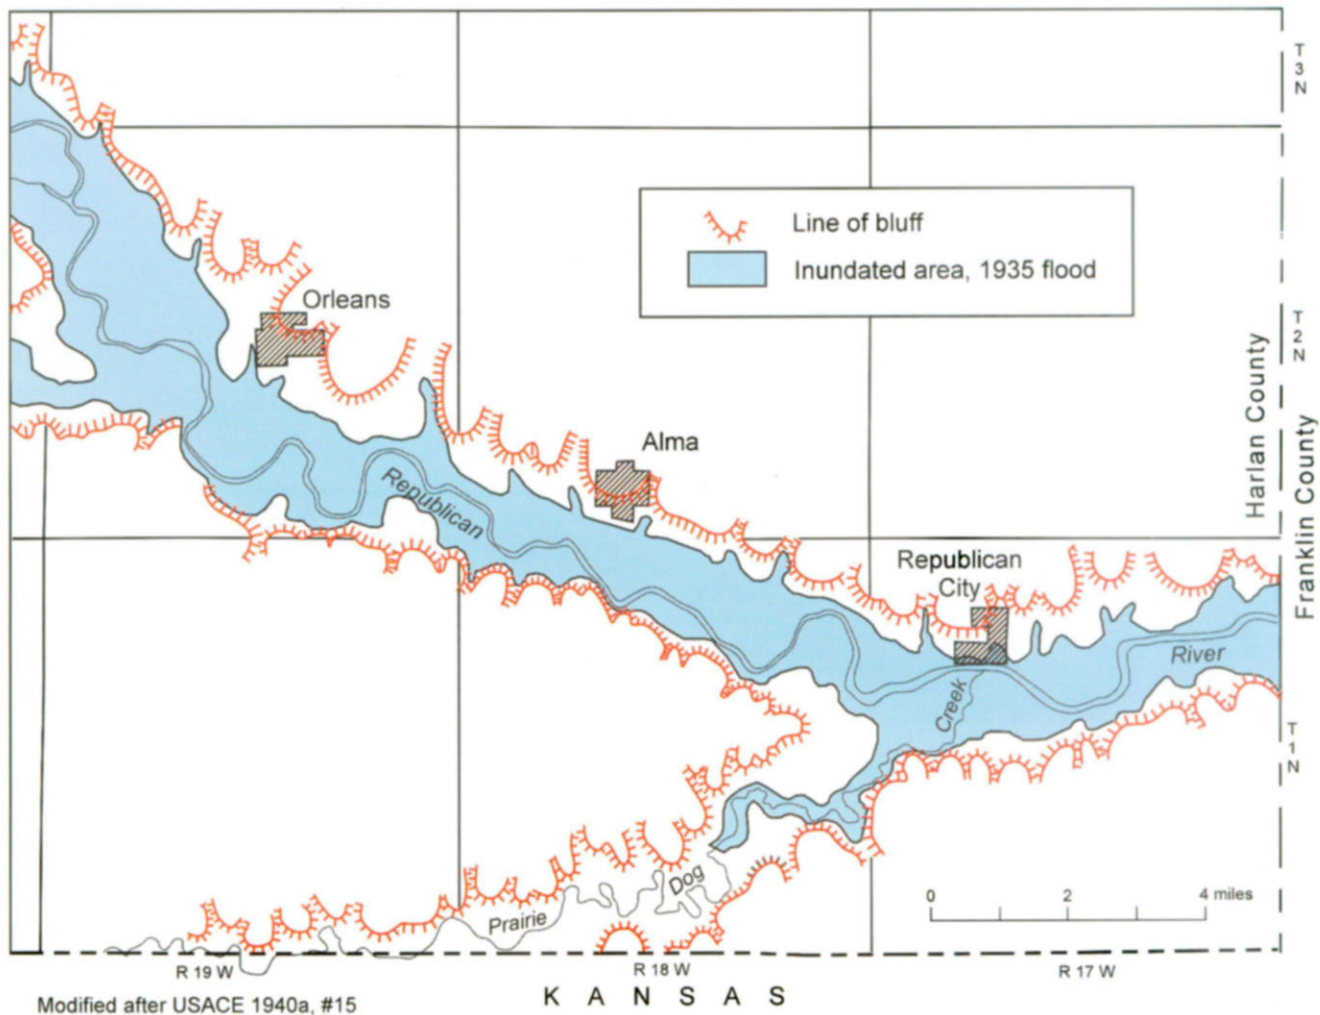 T
3
N
Line of bluff
Inundated area, 1935 flood
Orleans
T
2
N
Harlan County
Franklin County
Alma
Republican
Republican
City
River
Creek
T
1
N
Dog
Prairie
0 2 4 miles
R 19 W R 18 W R 17 W
Modified after USACE 1940a, #15
K A N S A S